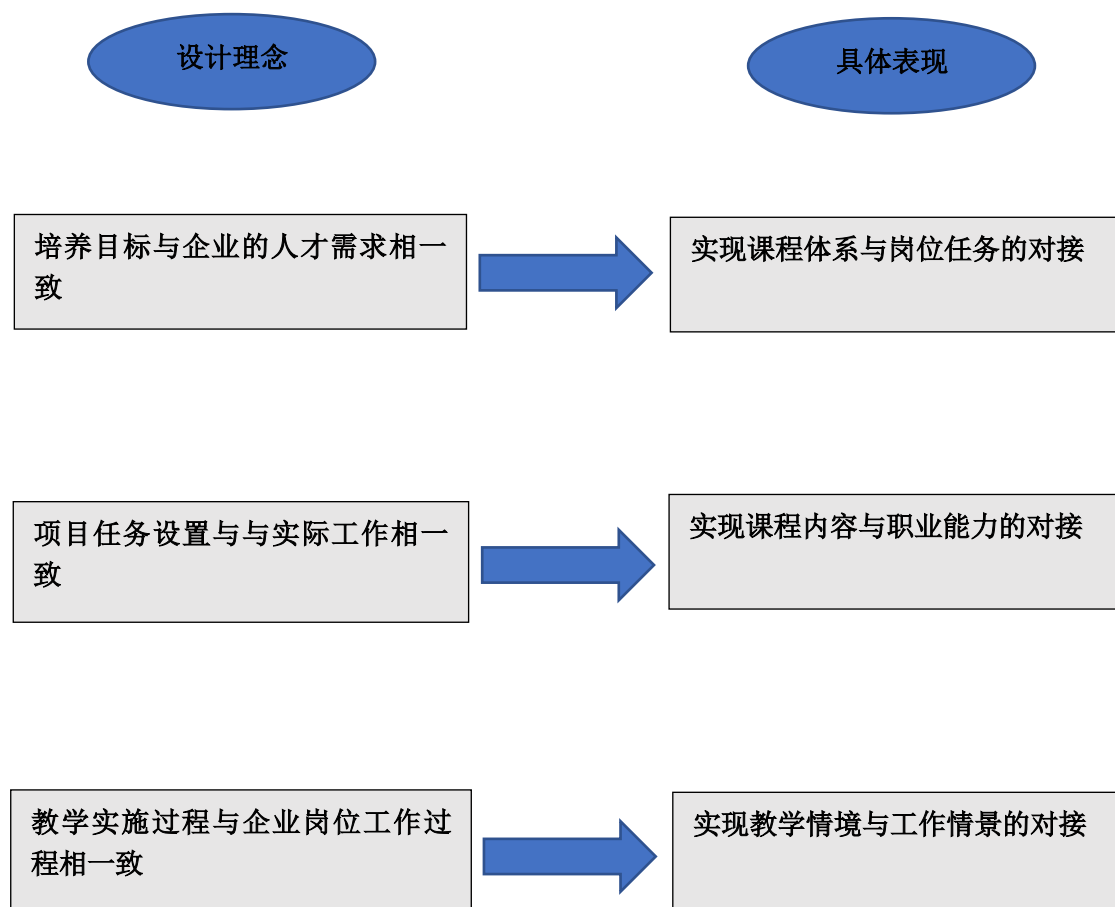 设计理念
具体表现
培养目标与企业的人才需求相一
致
实现课程体系与岗位任务的对接
项目任务设置与与实际工作相一
致
实现课程内容与职业能力的对接
教学实施过程与企业岗位工作过
程相一致
实现教学情境与工作情景的对接